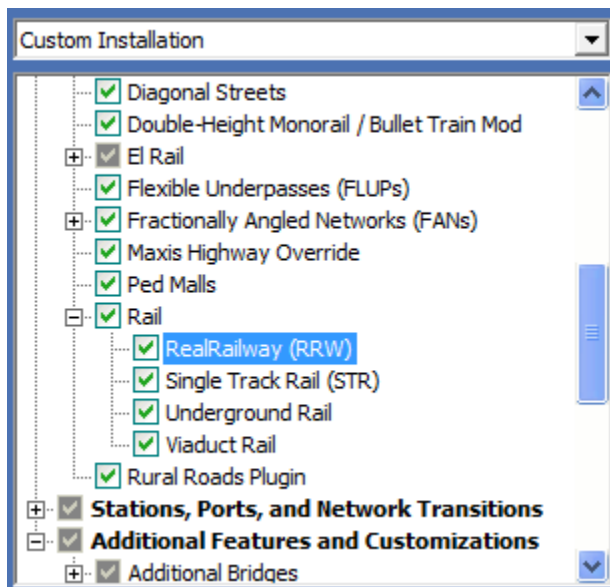 Custom Installation
Diagonal Streets
Double-Height Monorail / Bullet Train Mod
El Rail
Flexible Underpasses (FLUPs)
Fractionally Angled Networks (FANs)
Maxis Highway Override
Ped Malls
Rail
RealRailway (RRW)
Single Track Rail (STR)
Underground Rail
Viaduct Rail
Rural Roads Plugin
Stations, Ports, and Network Transitions
Additional Features and Customizations
Additional Bridges